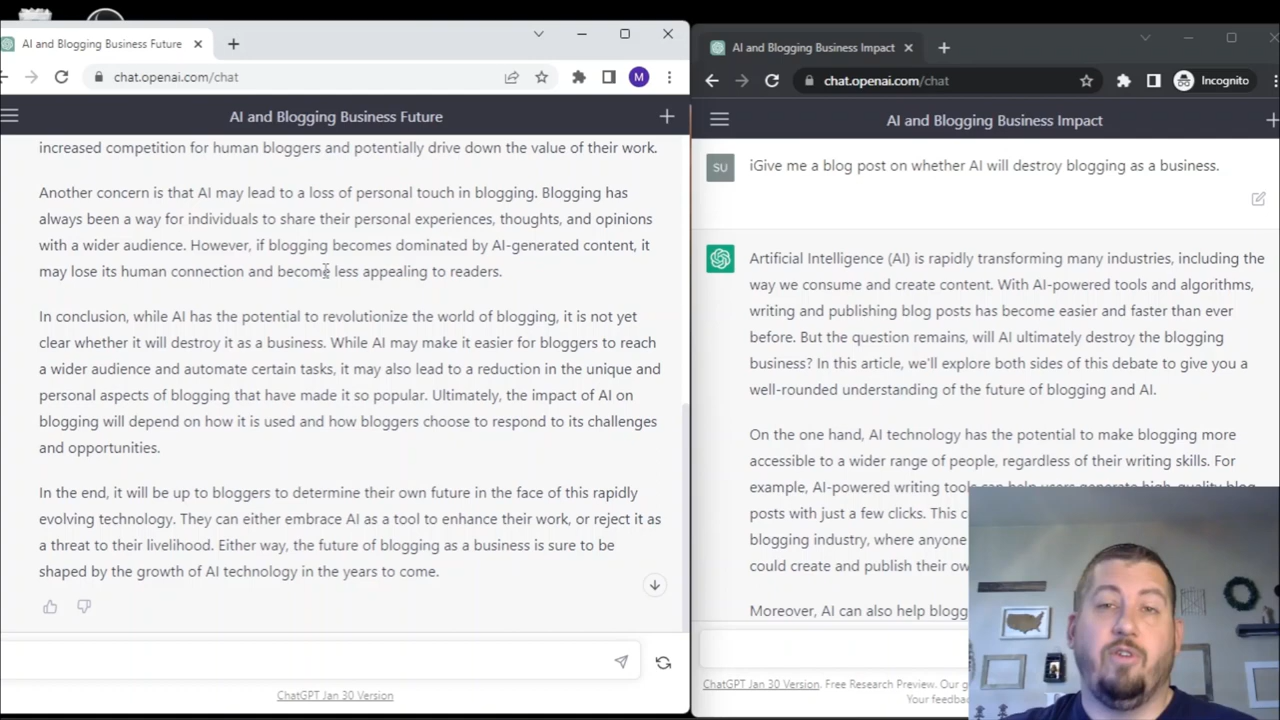 AI and Blogging Business Future
chat.openai.com/chat
M
AI and Blogging Business Future
increased competition for human bloggers and potentially drive down the value of their work.
Another concern is that AI may lead to a loss of personal touch in blogging. Blogging has
always been a way for individuals to share their personal experiences, thoughts, and opinions
with a wider audience. However, if blogging becomes dominated by AI-generated content, it
may lose its human connection and become less appealing to readers.
In conclusion, while AI has the potential to revolutionize the world of blogging, it is not yet
clear whether it will destroy it as a business. While AI may make it easier for bloggers to reach
a wider audience and automate certain tasks, it may also lead to a reduction in the unique and
personal aspects of blogging that have made it so popular. Ultimately, the impact of AI on
blogging will depend on how it is used and how bloggers choose to respond to its challenges
and opportunities.
In the end, it will be up to bloggers to determine their own future in the face of this rapidly
evolving technology. They can either embrace AI as a tool to enhance their work, or reject it as
a threat to their livelihood. Either way, the future of blogging as a business is sure to be
shaped by the growth of AI technology in the years to come.
ChatGPT Jan 30 Version
AI and Blogging Business Impact
chat.openai.com/chat
Incognito
AI and Blogging Business Impact
SU
iGive me a blog post on whether AI will destroy blogging as a business.
Artificial Intelligence (AI) is rapidly transforming many industries, including the
way we consume and create content. With AI-powered tools and algorithms,
writing and publishing blog posts has become easier and faster than ever
before. But the question remains, will AI ultimately destroy the blogging
business? In this article, we'll explore both sides of this debate to give you a
well-rounded understanding of the future of blogging and AI.
On the one hand, AI technology has the potential to make blogging more
accessible to a wider range of people, regardless of their writing skills. For
example, AI-powered writing tools can help users generate high-quality blog
posts with just a few clicks. This
blogging industry, where anyone
could create and publish their
Moreover, AI can also help
ChatGPT Jan 30 Version. Free Research Preview. Our
Your